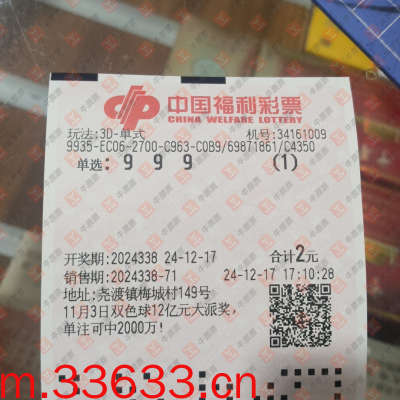 中国福利彩票
CHINA WELFARE LOTTERY
玩法:3D-单式 机号:34161009
9935-EC06-2700-C963-C0B9/69871861/C4350
单选: 9 9 9 (1)
开奖期:2024338 24-12-17 合计2元
销售期:2024338-71 24-12-17 17:10:28
地址:尧渡镇梅城村149号
11月3日双色球12亿元大派奖,
单注可中2000万!
m.33633.com